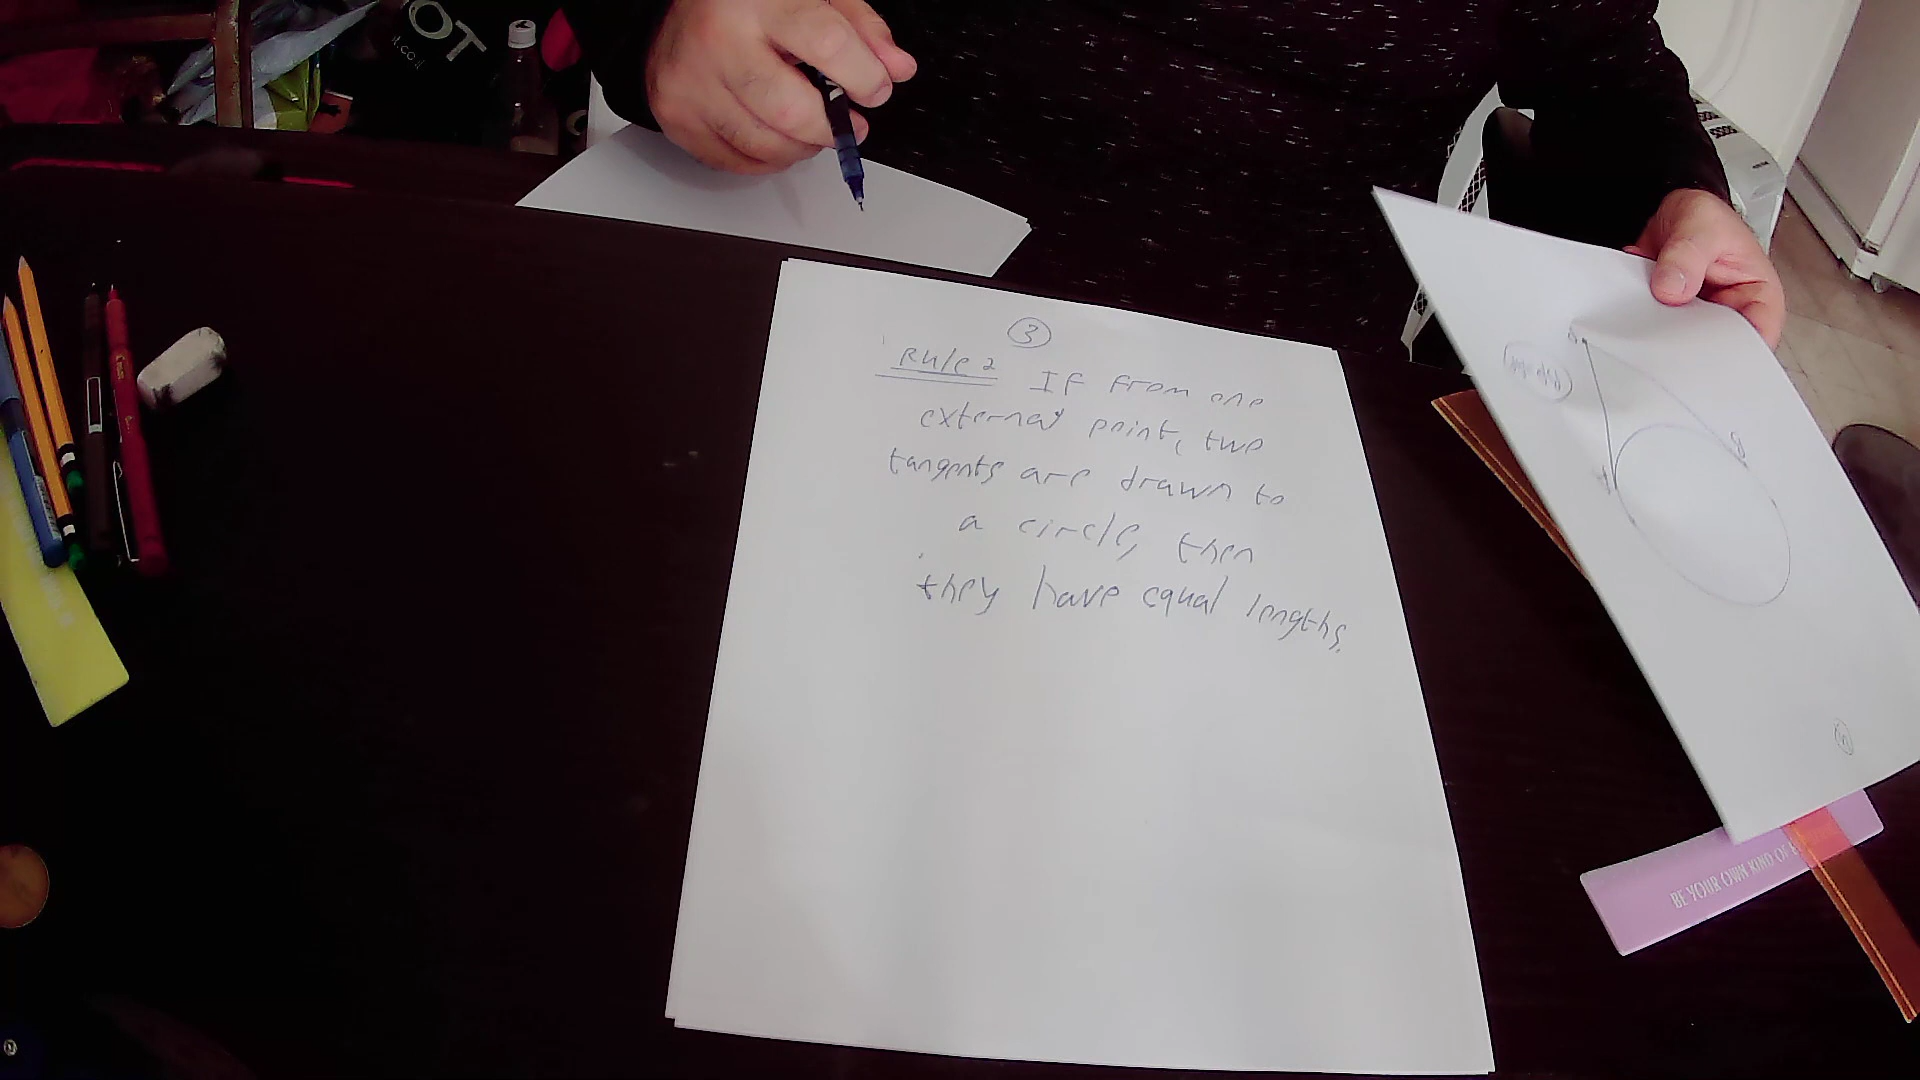 OT
3
Rule 2 If from one
external point, two
tangents are drawn to
a circle, then
they have equal lengths.
B
A
BE YOUR OWN KIND OF